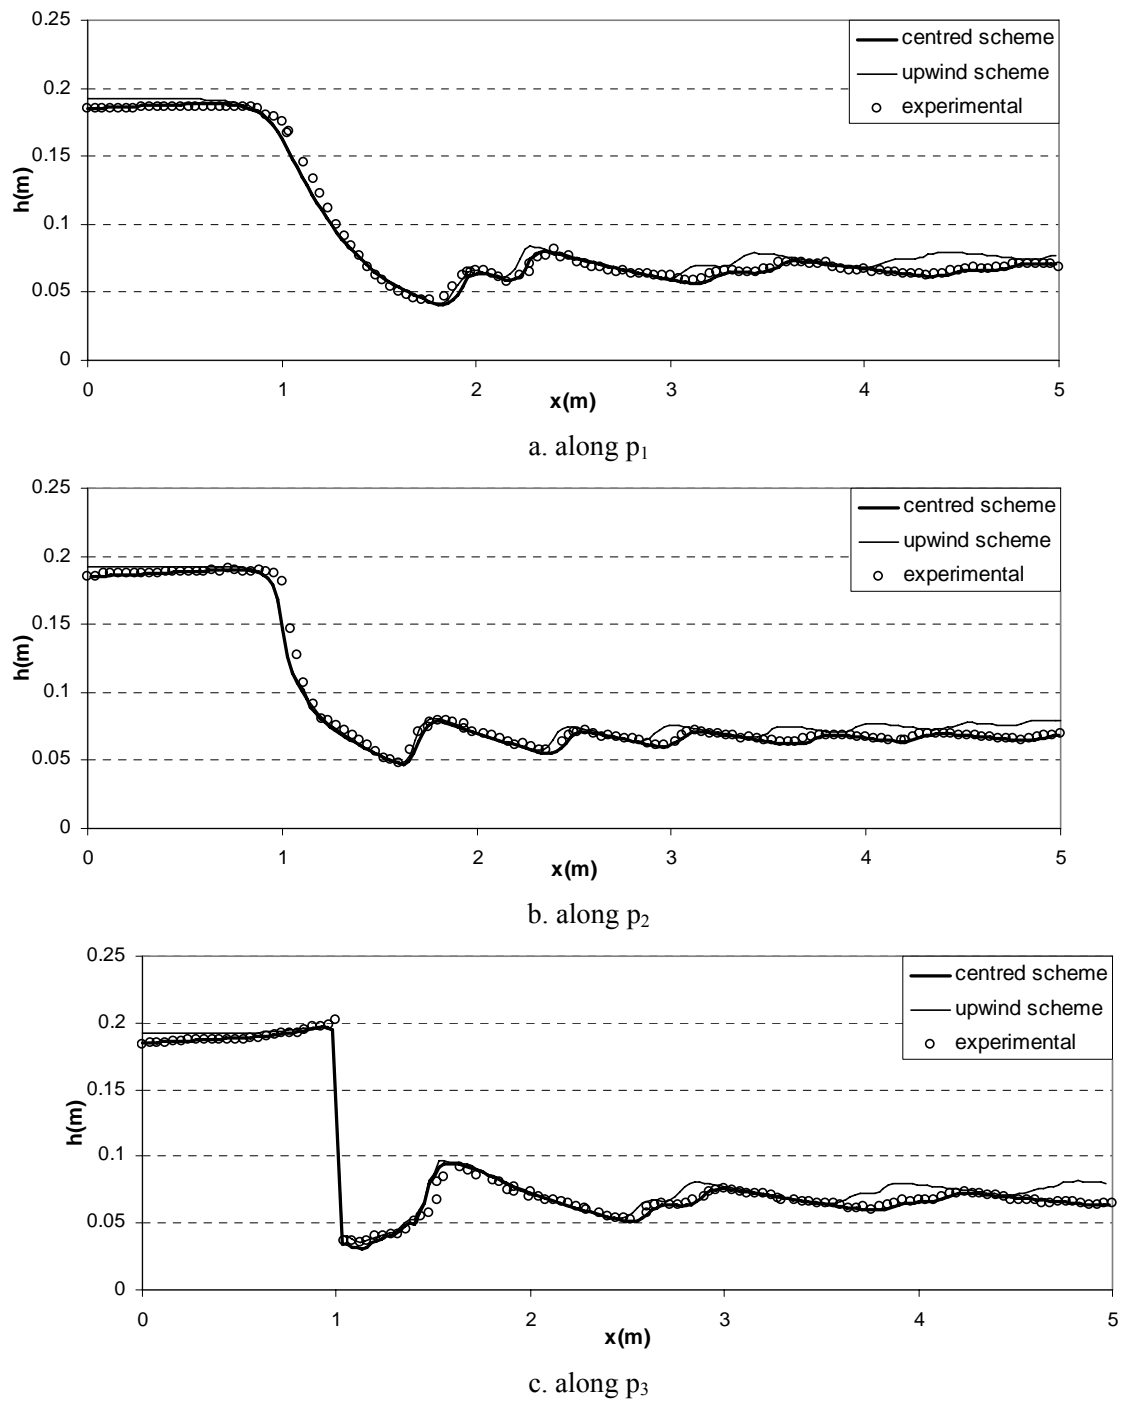 0.25
centred scheme
upwind scheme
experimental
0.2
0.15
h(m)
0.1
0.05
0
0 1 2 3 4 5
x(m)
a. along p₁
0.25
centred scheme
upwind scheme
experimental
0.2
0.15
h(m)
0.1
0.05
0
0 1 2 3 4 5
x(m)
b. along p₂
0.25
centred scheme
upwind scheme
experimental
0.2
0.15
h(m)
0.1
0.05
0
0 1 2 3 4 5
x(m)
c. along p₃